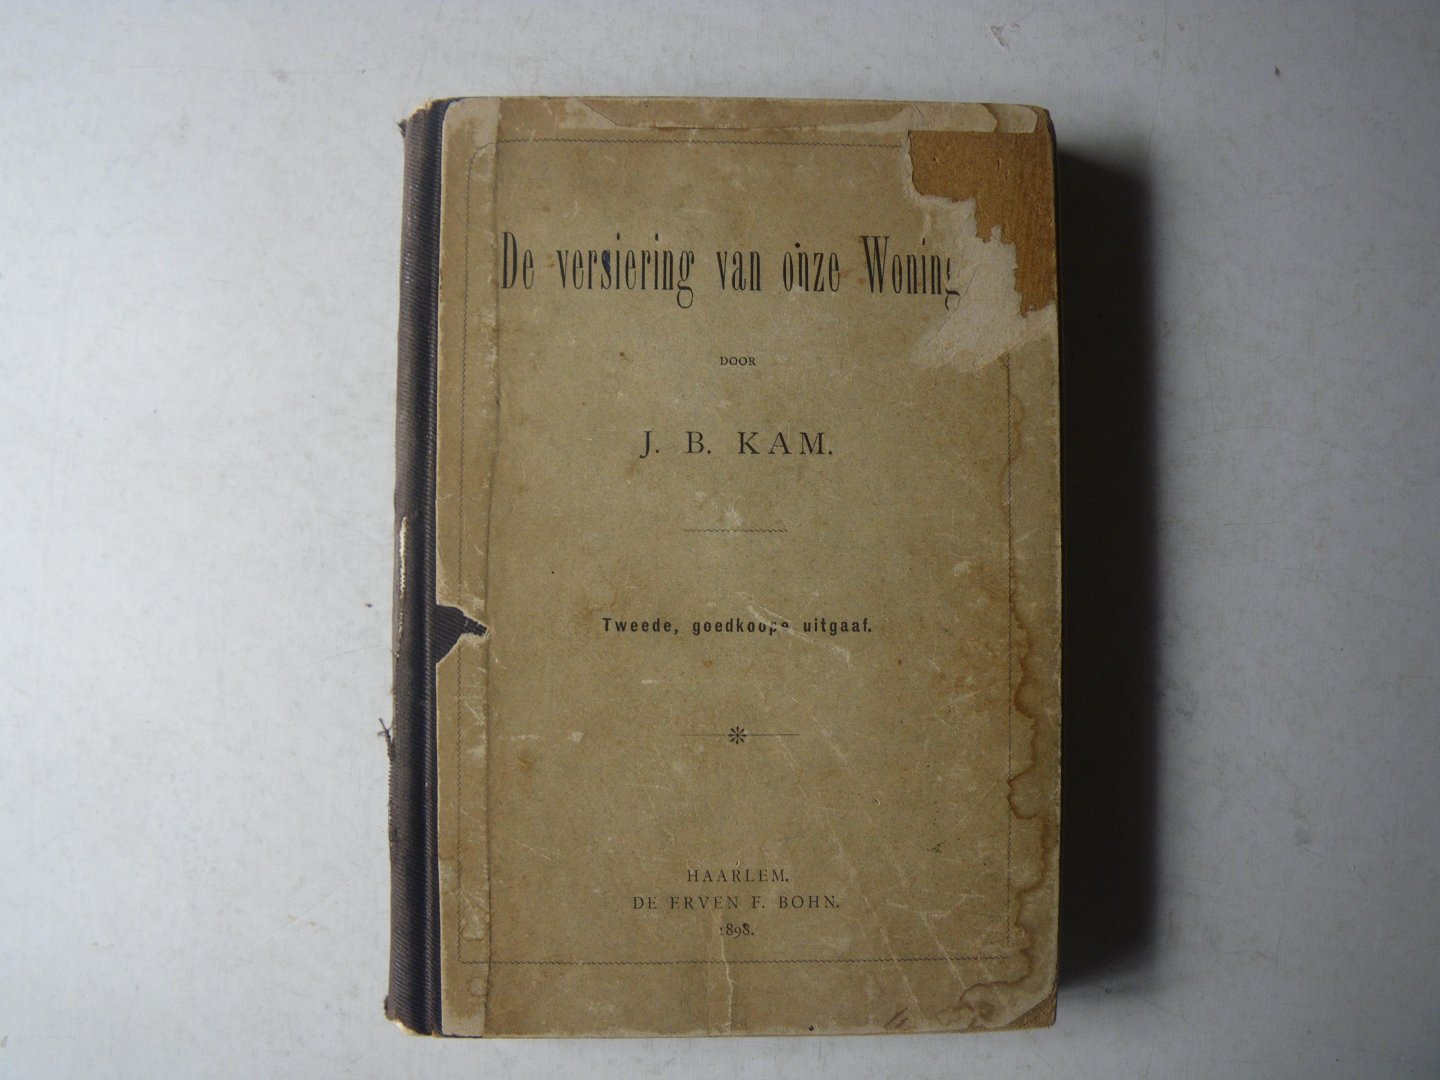 De versiering van onze Woning
DOOR
J. B. KAM.
Tweede, goedkoope uitgaaf.
HAARLEM.
DE ERVEN F. BOHN.
1898.